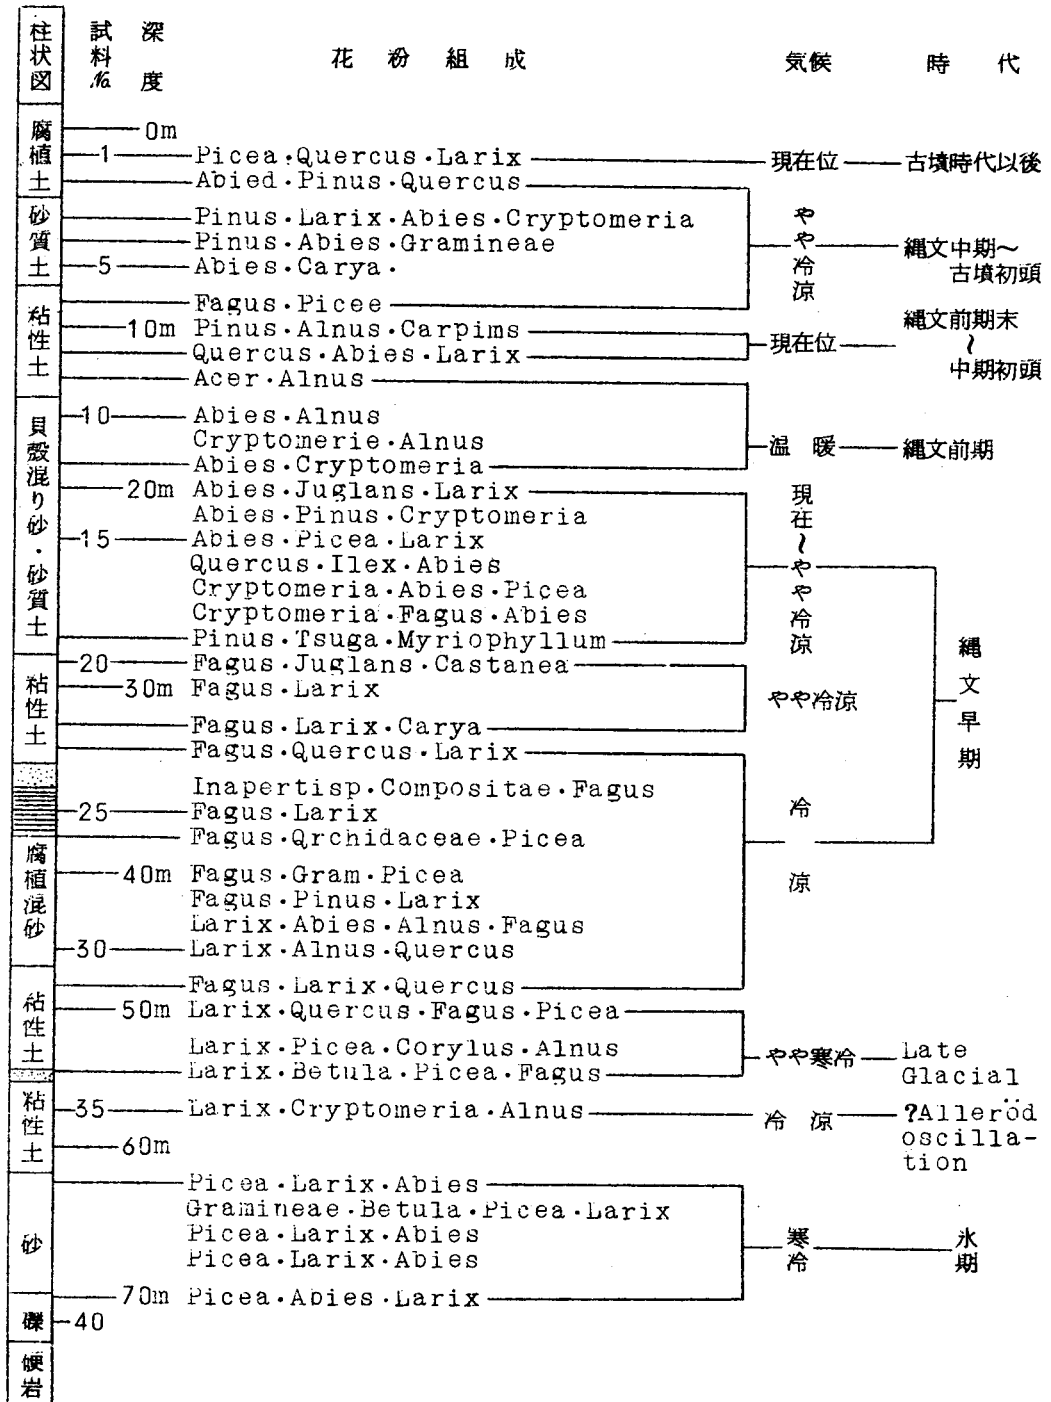 柱状図 試料№ 深度 花粉組成 気候 時代
腐植土
0m
1 Picea・Quercus・Larix 現在位 古墳時代以後
Abied・Pinus・Quercus
砂質土
Pinus・Larix・Abies・Cryptomeria
Pinus・Abies・Gramineae
5 Abies・Carya・
やや冷涼
縄文中期〜
古墳初頭
粘性土
Fagus・Picee
10m Pinus・Alnus・Carpims
Quercus・Abies・Larix
現在位
縄文前期末
〜
中期初頭
Acer・Alnus
貝殻混り砂・砂質土
10 Abies・Alnus
Cryptomerie・Alnus
Abies・Cryptomeria
温暖 縄文前期
20m Abies・Juglans・Larix
Abies・Pinus・Cryptomeria
15 Abies・Picea・Larix
Quercus・Ilex・Abies
Cryptomeria・Abies・Picea
Cryptomeria・Fagus・Abies
Pinus・Tsuga・Myriophyllum
現在〜やや冷涼
縄文早期
粘性土
20 Fagus・Juglans・Castanea
30m Fagus・Larix
Fagus・Larix・Carya
やや冷涼
Fagus・Quercus・Larix
Inapertisp・Compositae・Fagus
25 Fagus・Larix
Fagus・Qrchidaceae・Picea
腐植混砂
40m Fagus・Gram・Picea
Fagus・Pinus・Larix
Larix・Abies・Alnus・Fagus
30 Larix・Alnus・Quercus
Fagus・Larix・Quercus
冷涼
粘性土
50m Larix・Quercus・Fagus・Picea
Larix・Picea・Corylus・Alnus
Larix・Betula・Picea・Fagus
やや寒冷 Late
Glacial
粘性土
35 Larix・Cryptomeria・Alnus 冷涼 ?Alleröd
oscilla-
tion
60m
砂
Picea・Larix・Abies
Gramineae・Betula・Picea・Larix
Picea・Larix・Abies
Picea・Larix・Abies
寒冷 氷期
70m Picea・Abies・Larix
礫
40
硬岩